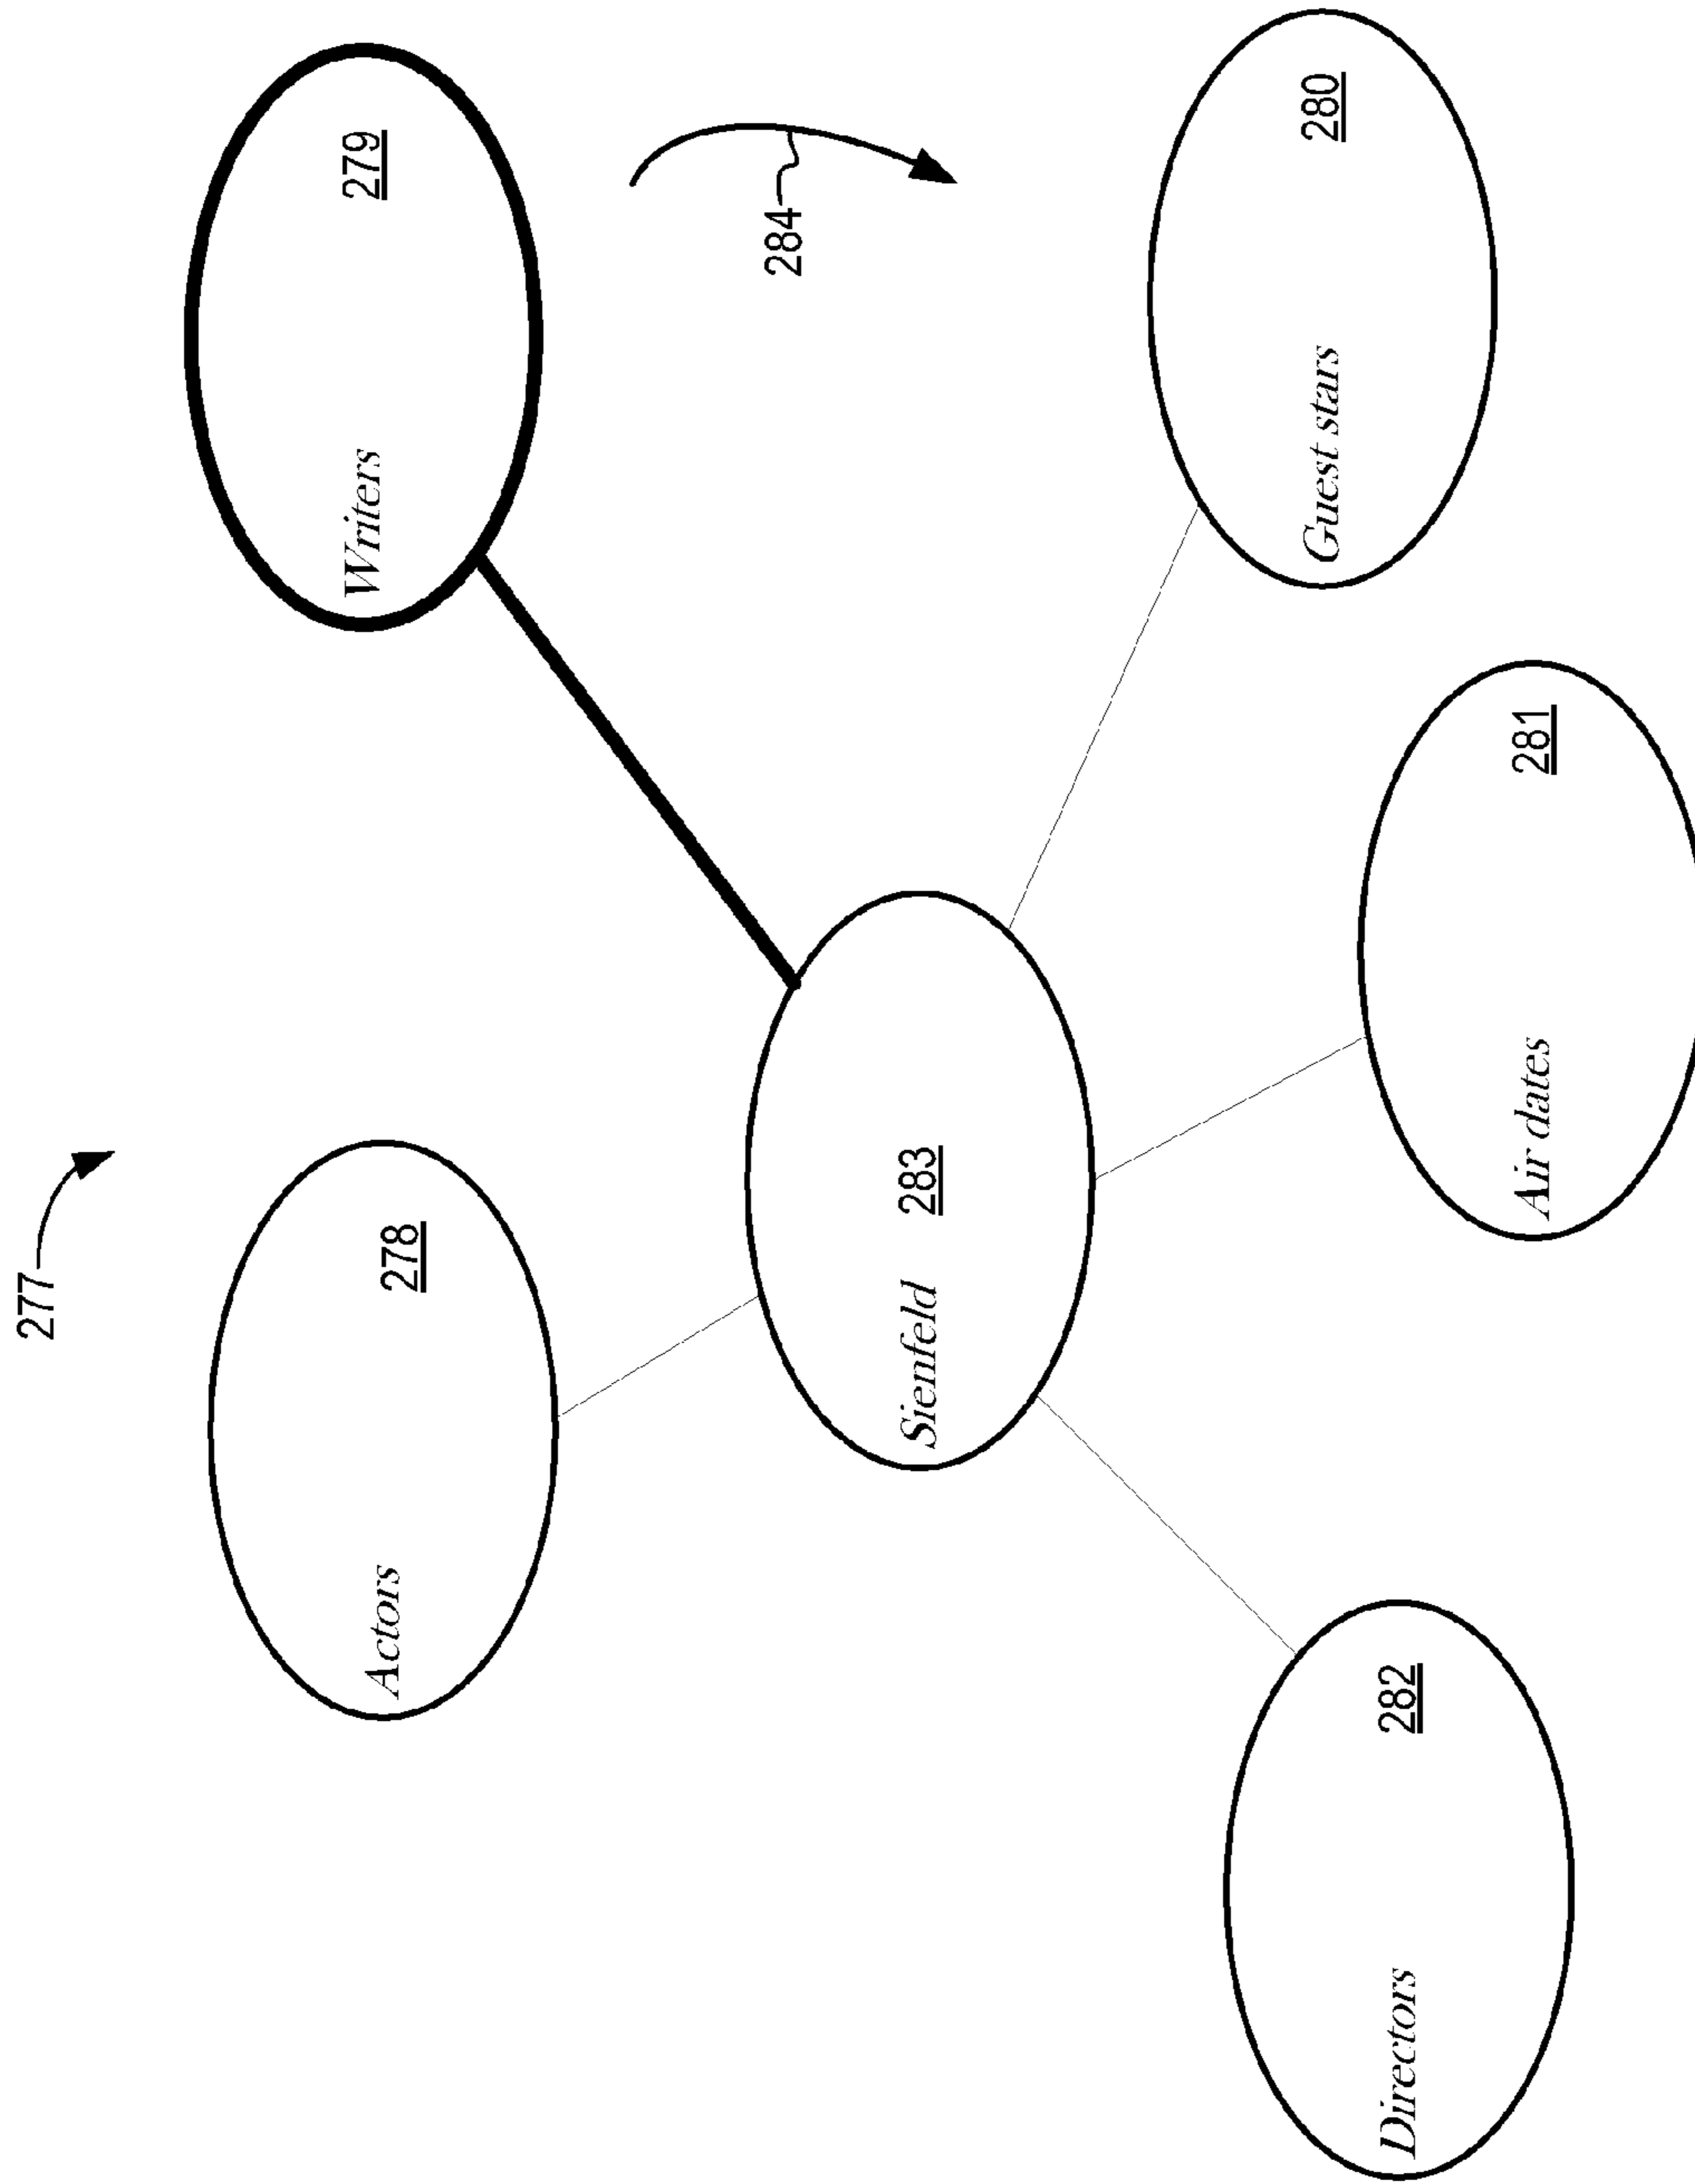 277
Actors 278
Writers 279
284
Sienfeld 283
Guest stars 280
Directors 282
Air dates 281